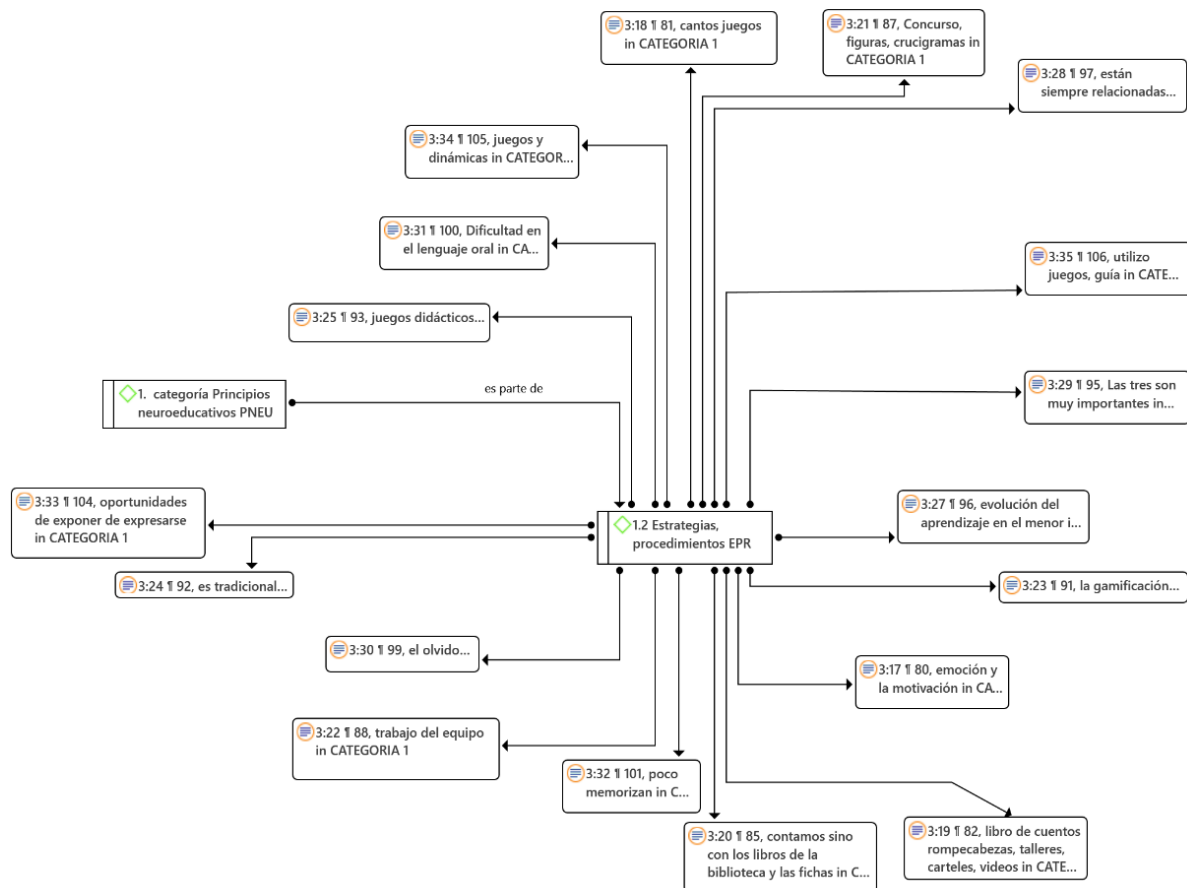 3:18 ¶ 81, cantos juegos
in CATEGORIA 1
3:21 ¶ 87, Concurso,
figuras, crucigramas in
CATEGORIA 1
3:28 ¶ 97, están
siempre relacionadas...
3:34 ¶ 105, juegos y
dinámicas in CATEGOR...
3:31 ¶ 100, Dificultad en
el lenguaje oral in CA...
3:35 ¶ 106, utilizo
juegos, guía in CATE...
3:25 ¶ 93, juegos didácticos...
1. categoría Principios
neuroeducativos PNEU
es parte de
3:29 ¶ 95, Las tres son
muy importantes in...
3:33 ¶ 104, oportunidades
de exponer de expresarse
in CATEGORIA 1
1.2 Estrategias,
procedimientos EPR
3:27 ¶ 96, evolución del
aprendizaje en el menor i...
3:24 ¶ 92, es tradicional...
3:23 ¶ 91, la gamificación...
3:30 ¶ 99, el olvido...
3:17 ¶ 80, emoción y
la motivación in CA...
3:22 ¶ 88, trabajo del equipo
in CATEGORIA 1
3:32 ¶ 101, poco
memorizan in C...
3:20 ¶ 85, contamos sino
con los libros de la
biblioteca y las fichas in C...
3:19 ¶ 82, libro de cuentos
rompecabezas, talleres,
carteles, videos in CATE...